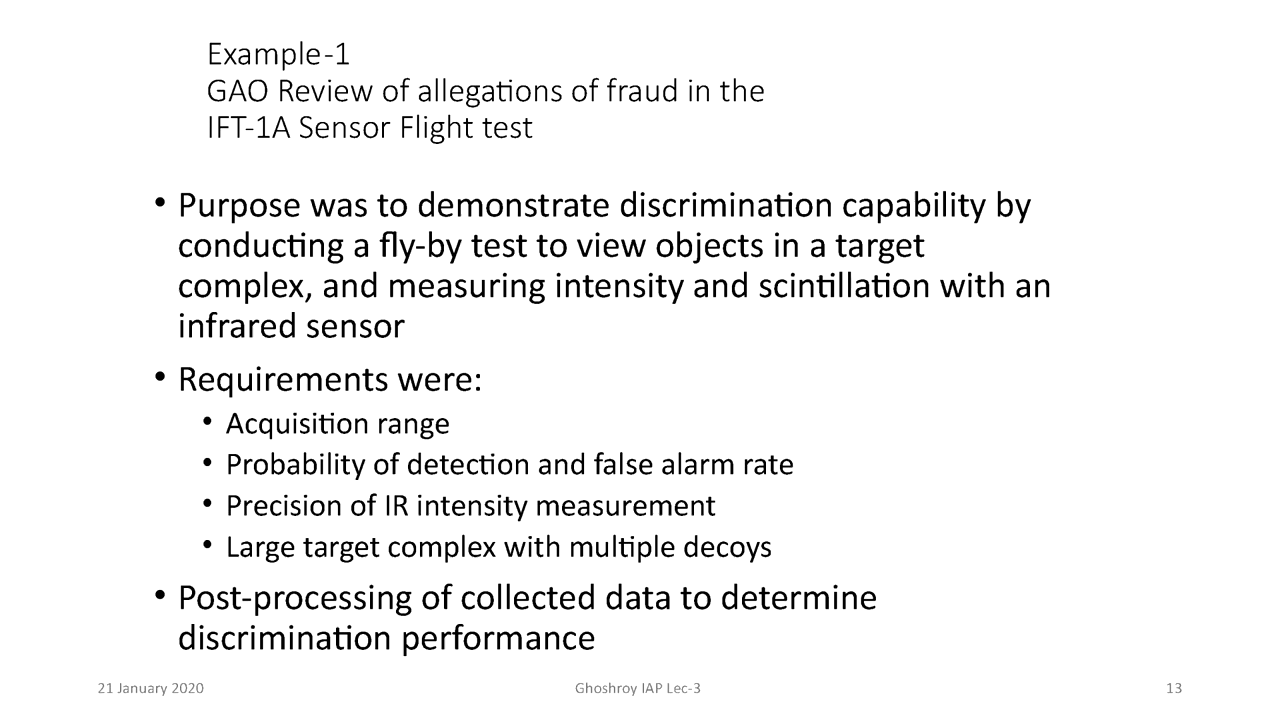 Example-1
GAO Review of allegations of fraud in the
IFT-1A Sensor Flight test
• Purpose was to demonstrate discrimination capability by
conducting a fly-by test to view objects in a target
complex, and measuring intensity and scintillation with an
infrared sensor
• Requirements were:
• Acquisition range
• Probability of detection and false alarm rate
• Precision of IR intensity measurement
• Large target complex with multiple decoys
• Post-processing of collected data to determine
discrimination performance
21 January 2020
Ghoshroy IAP Lec-3
13